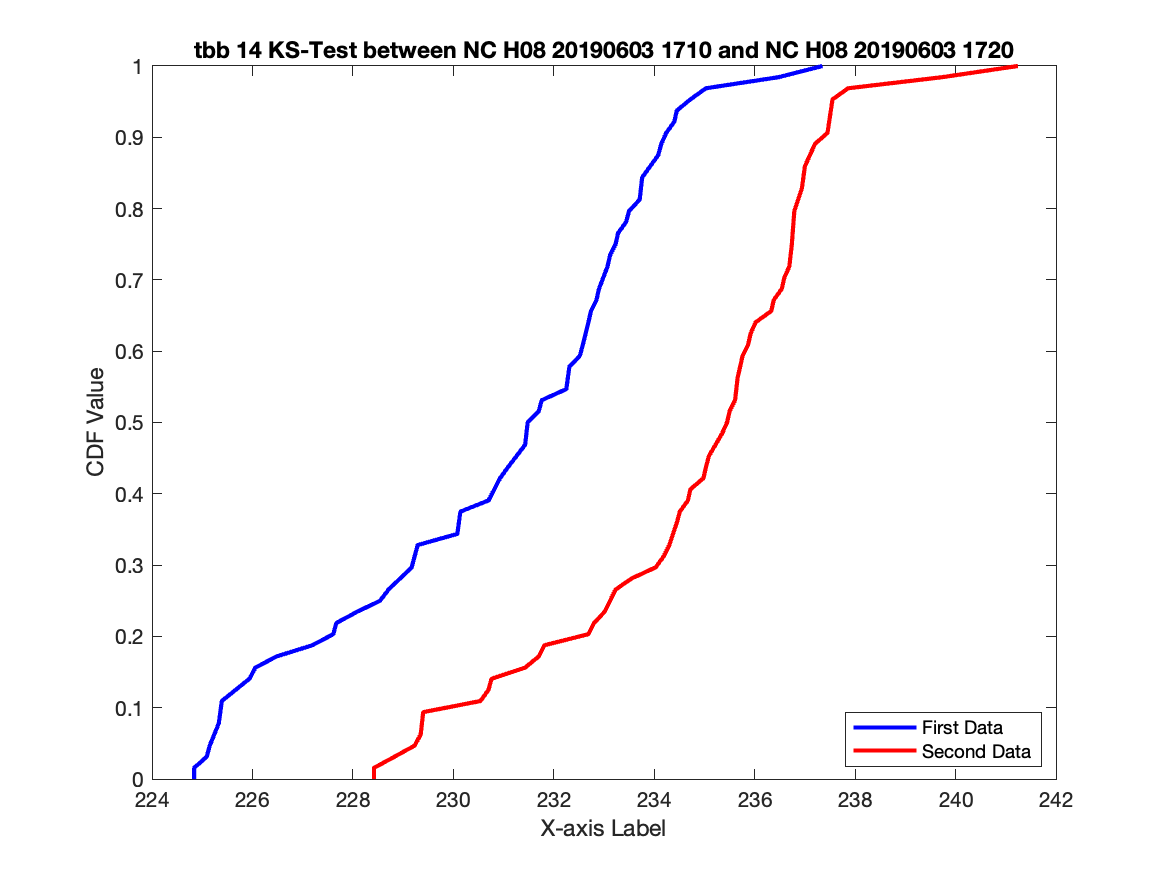 tbb 14 KS-Test between NC H08 20190603 1710 and NC H08 20190603 1720
1
0.9
0.8
0.7
0.6
0.5
0.4
0.3
0.2
0.1
0
CDF Value
First Data
Second Data
224 226 228 230 232 234 236 238 240 242
X-axis Label